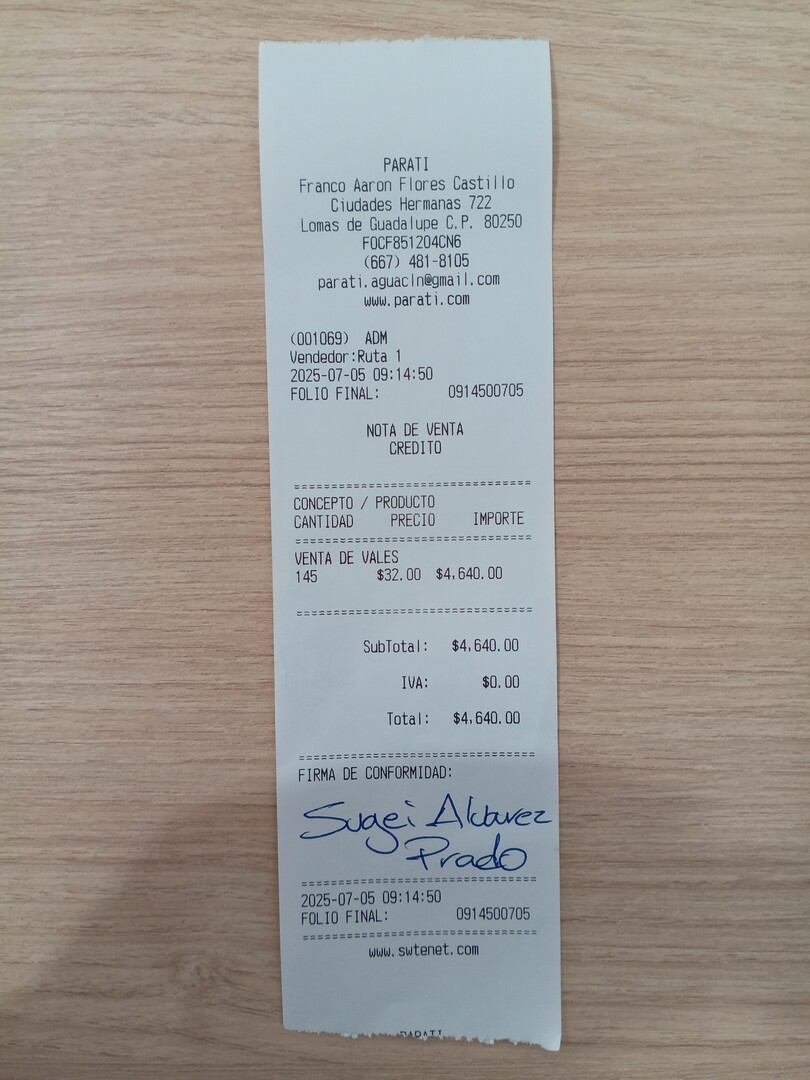 PARATI
Franco Aaron Flores Castillo
Ciudades Hermanas 722
Lomas de Guadalupe C.P. 80250
FOCF851204CN6
(667) 481-8105
parati.aguacln@gmail.com
www.parati.com
(001069) ADM
Vendedor:Ruta 1
2025-07-05 09:14:50
FOLIO FINAL: 0914500705
NOTA DE VENTA
CREDITO
================================
CONCEPTO / PRODUCTO
CANTIDAD PRECIO IMPORTE
================================
VENTA DE VALES
145 $32.00 $4,640.00
================================
SubTotal: $4,640.00
IVA: $0.00
Total: $4,640.00
================================
FIRMA DE CONFORMIDAD:
Sugei Alvarez
Prado
================================
2025-07-05 09:14:50
FOLIO FINAL: 0914500705
================================
www.swtenet.com
PARATI